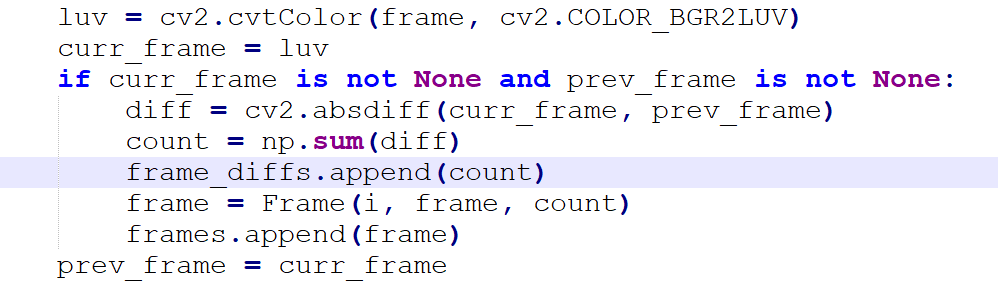 luv = cv2.cvtColor(frame, cv2.COLOR_BGR2LUV)
curr_frame = luv
if curr_frame is not None and prev_frame is not None:
    diff = cv2.absdiff(curr_frame, prev_frame)
    count = np.sum(diff)
    frame_diffs.append(count)
    frame = Frame(i, frame, count)
    frames.append(frame)
prev_frame = curr_frame